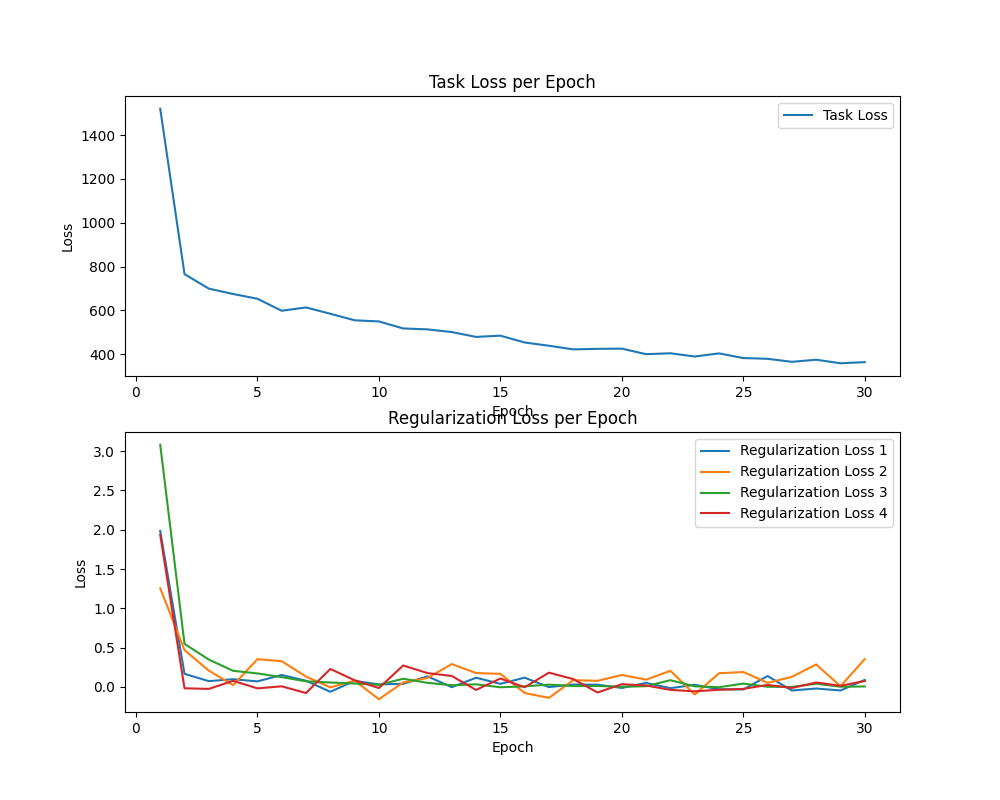 Task Loss per Epoch
Task Loss
Loss
1400
1200
1000
800
600
400
0 5 10 15 20 25 30
Epoch
Regularization Loss per Epoch
Regularization Loss 1
Regularization Loss 2
Regularization Loss 3
Regularization Loss 4
Loss
3.0
2.5
2.0
1.5
1.0
0.5
0.0
0 5 10 15 20 25 30
Epoch